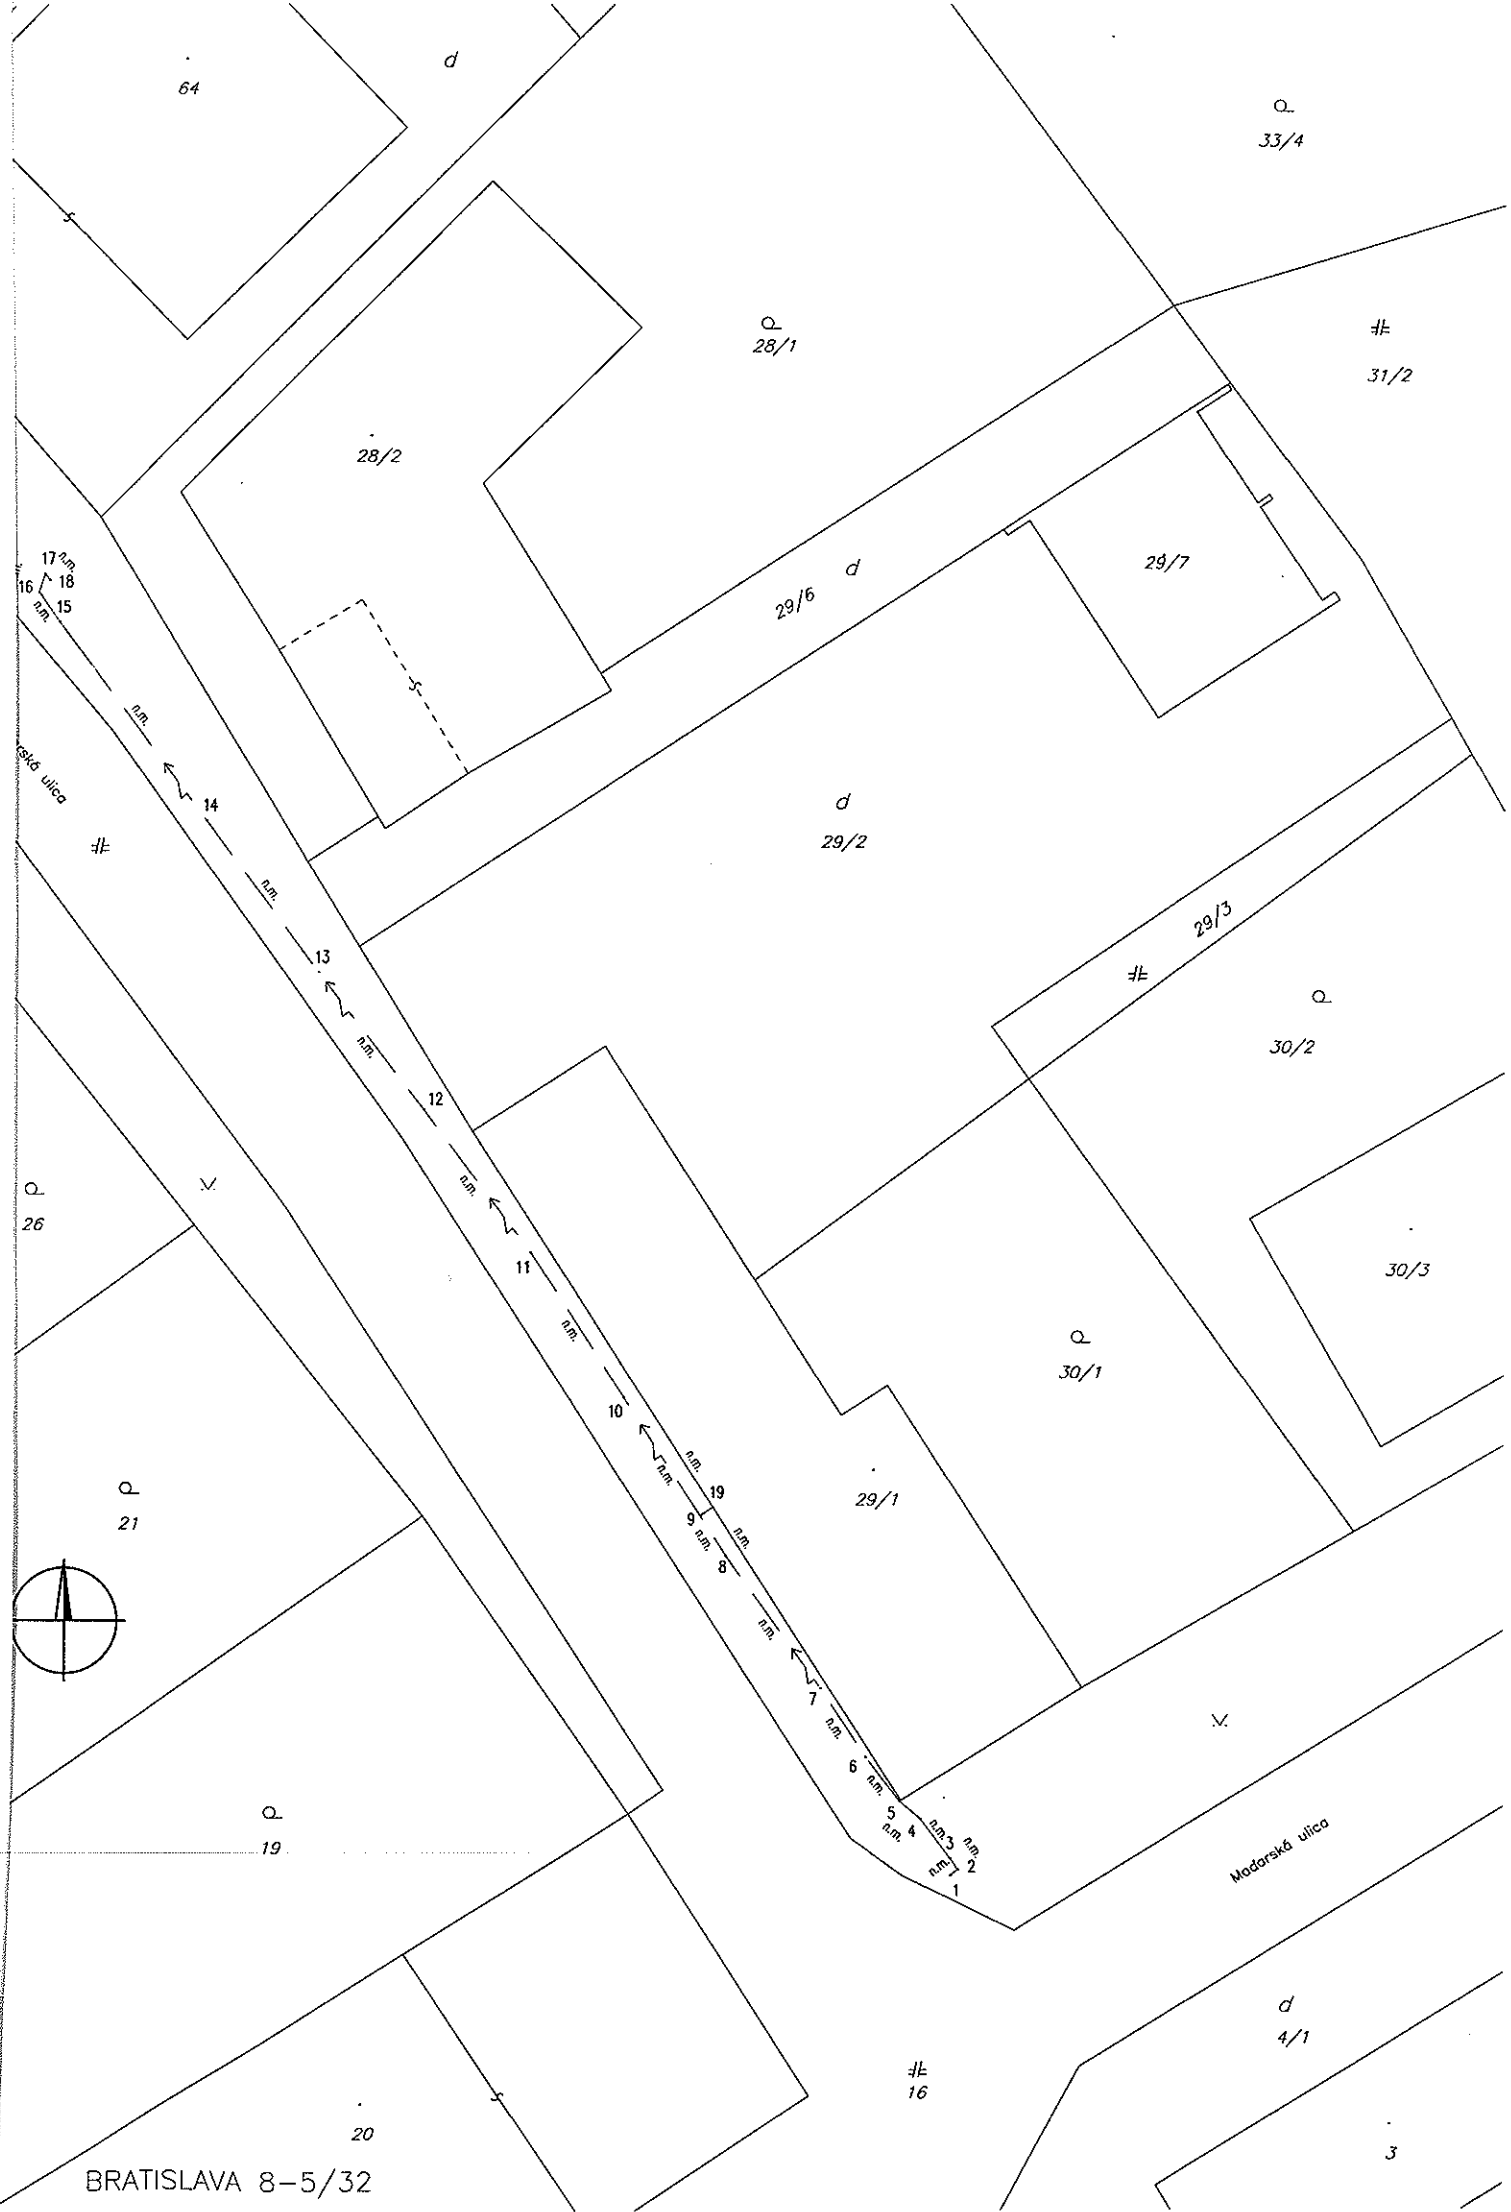 64
d
33/4
28/1
31/2
28/2
17
n.m.
16
18
n.m.
15
29/7
d
29/6
n.m.
rská ulica
14
d
29/2
n.m.
29/3
13
30/2
n.m.
12
n.m.
26
11
30/3
n.m.
30/1
10
n.m.
n.m.
19
29/1
9
n.m.
n.m.
21
8
n.m.
7
n.m.
6
n.m.
5
4
n.m.
n.m.
3
n.m.
n.m.
2
1
19
Maďarská ulica
d
4/1
16
20
3
BRATISLAVA 8-5/32